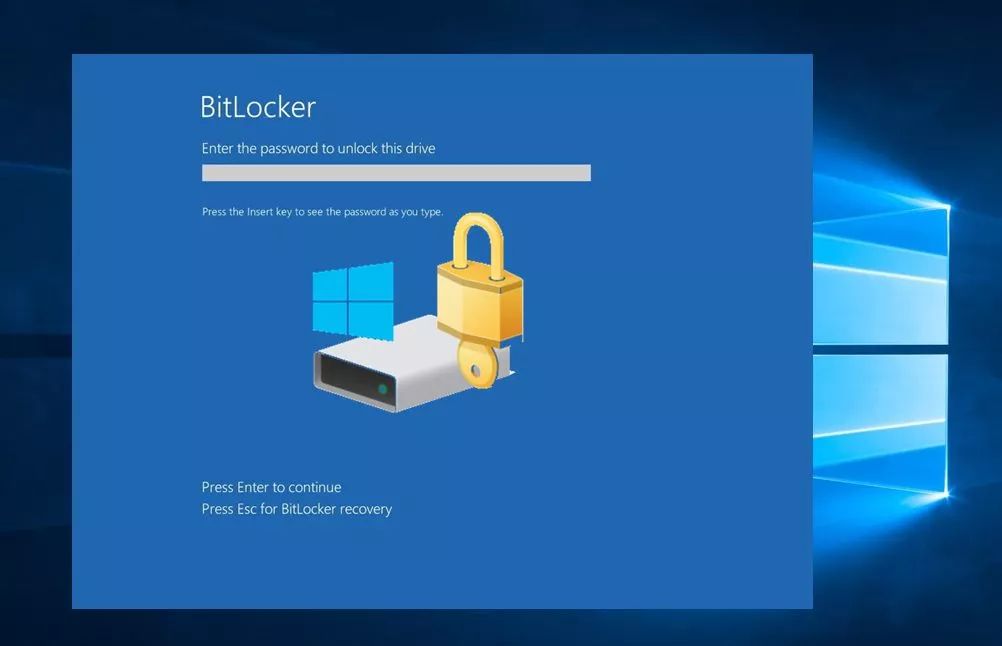 BitLocker
Enter the password to unlock this drive
Press the Insert key to see the password as you type.
Press Enter to continue
Press Esc for BitLocker recovery